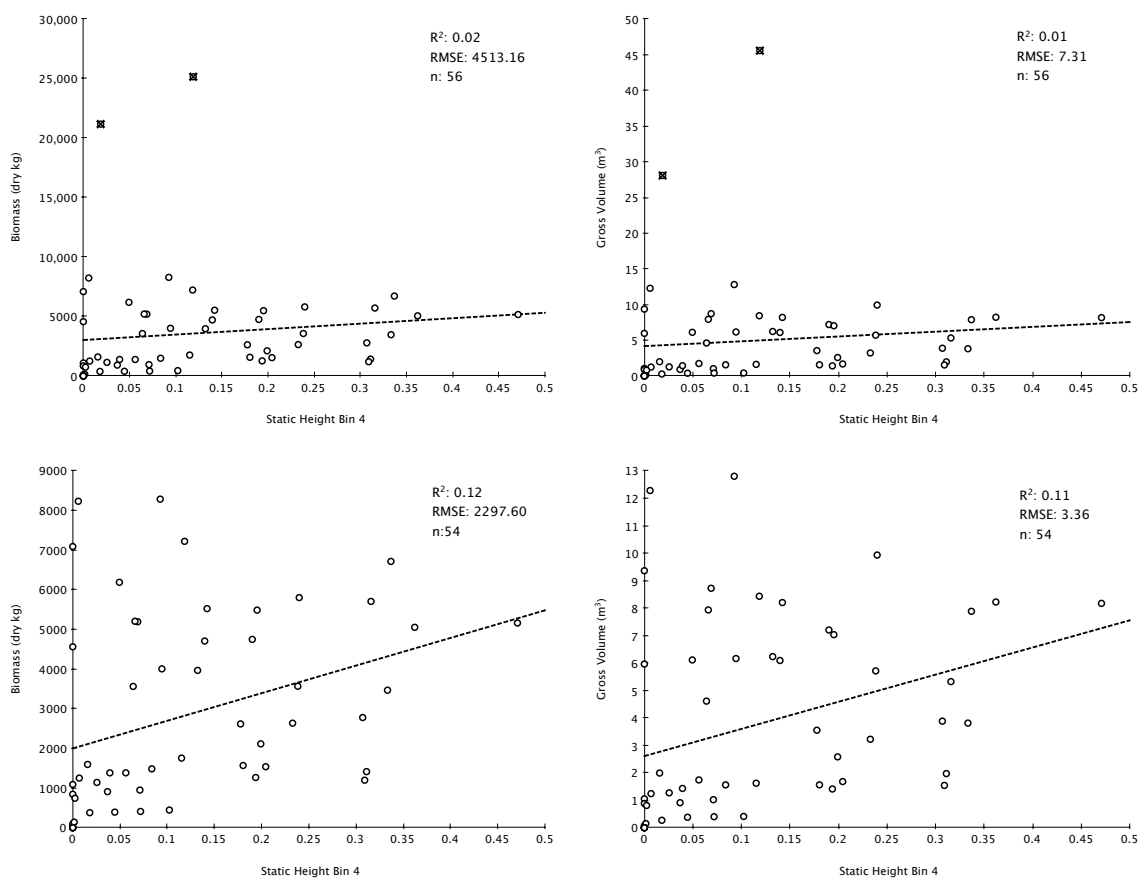 30,000
25,000
20,000
15,000
10,000
5000
0
Biomass (dry kg)
R²: 0.02
RMSE: 4513.16
n: 56
0 0.05 0.1 0.15 0.2 0.25 0.3 0.35 0.4 0.45 0.5
Static Height Bin 4
50
45
40
35
30
25
20
15
10
5
0
Gross Volume (m³)
R²: 0.01
RMSE: 7.31
n: 56
0 0.05 0.1 0.15 0.2 0.25 0.3 0.35 0.4 0.45 0.5
Static Height Bin 4
9000
8000
7000
6000
5000
4000
3000
2000
1000
0
Biomass (dry kg)
R²: 0.12
RMSE: 2297.60
n:54
0 0.05 0.1 0.15 0.2 0.25 0.3 0.35 0.4 0.45 0.5
Static Height Bin 4
13
12
11
10
9
8
7
6
5
4
3
2
1
0
Gross Volume (m³)
R²: 0.11
RMSE: 3.36
n: 54
0 0.05 0.1 0.15 0.2 0.25 0.3 0.35 0.4 0.45 0.5
Static Height Bin 4